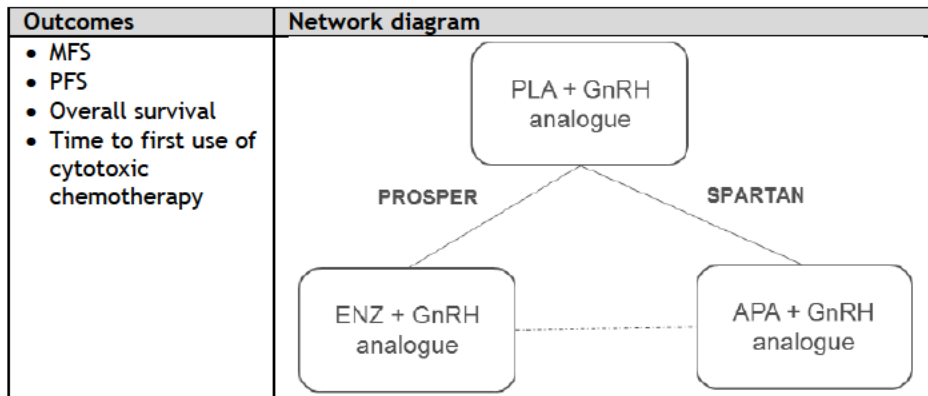 Outcomes
Network diagram
• MFS
• PFS
• Overall survival
• Time to first use of
cytotoxic
chemotherapy
PLA + GnRH
analogue
PROSPER
SPARTAN
ENZ + GnRH
analogue
APA + GnRH
analogue